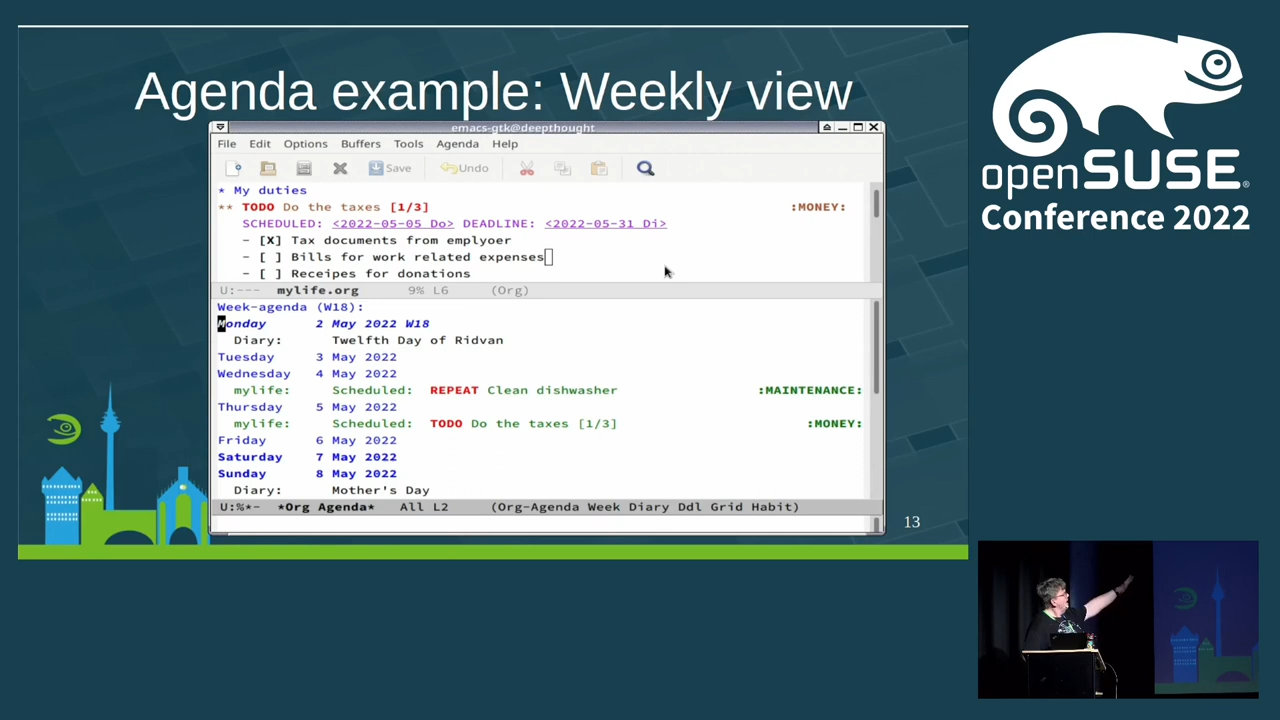 Agenda example: Weekly view
emacs-gtk@deepthought
File Edit Options Buffers Tools Agenda Help
Save Undo
* My duties
** TODO Do the taxes [1/3] :MONEY:
SCHEDULED: <2022-05-05 Do> DEADLINE: <2022-05-31 Di>
- [X] Tax documents from emplyoer
- [ ] Bills for work related expenses
- [ ] Receipes for donations
U:--- mylife.org 9% L6 (Org)
Week-agenda (W18):
Monday 2 May 2022 W18
Diary: Twelfth Day of Ridvan
Tuesday 3 May 2022
Wednesday 4 May 2022
mylife: Scheduled: REPEAT Clean dishwasher :MAINTENANCE:
Thursday 5 May 2022
mylife: Scheduled: TODO Do the taxes [1/3] :MONEY:
Friday 6 May 2022
Saturday 7 May 2022
Sunday 8 May 2022
Diary: Mother's Day
U:%*- *Org Agenda* All L2 (Org-Agenda Week Diary Ddl Grid Habit)
13
openSUSE®
Conference 2022